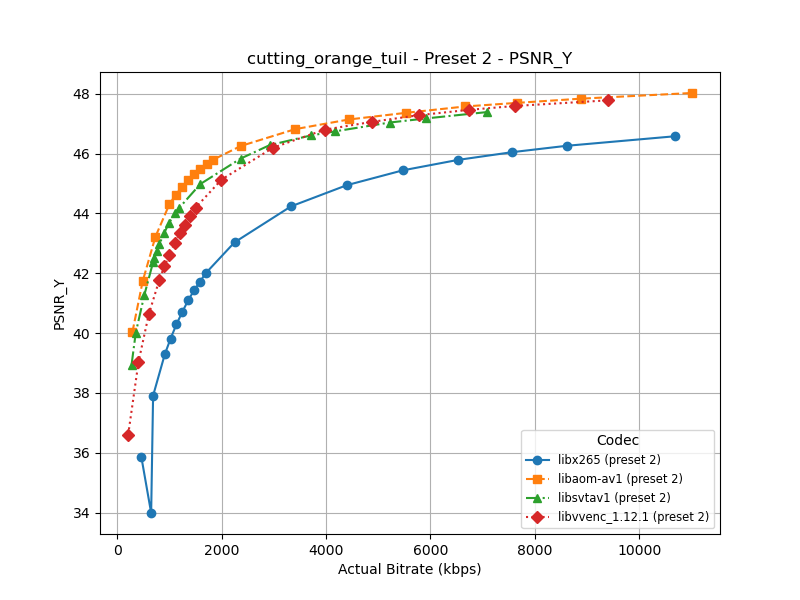 cutting_orange_tuil - Preset 2 - PSNR_Y
48
46
44
42
40
38
36
34
PSNR_Y
0
2000
4000
6000
8000
10000
Actual Bitrate (kbps)
Codec
libx265 (preset 2)
libaom-av1 (preset 2)
libsvtav1 (preset 2)
libvvenc_1.12.1 (preset 2)